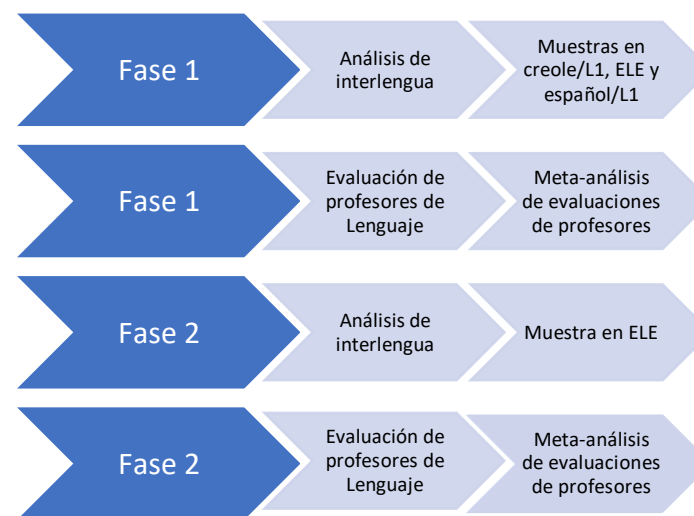 Fase 1
Análisis de
interlengua
Muestras en
creole/L1, ELE y
español/L1
Fase 1
Evaluación de
profesores de
Lenguaje
Meta-análisis
de evaluaciones
de profesores
Fase 2
Análisis de
interlengua
Muestra en ELE
Fase 2
Evaluación de
profesores de
Lenguaje
Meta-análisis
de evaluaciones
de profesores